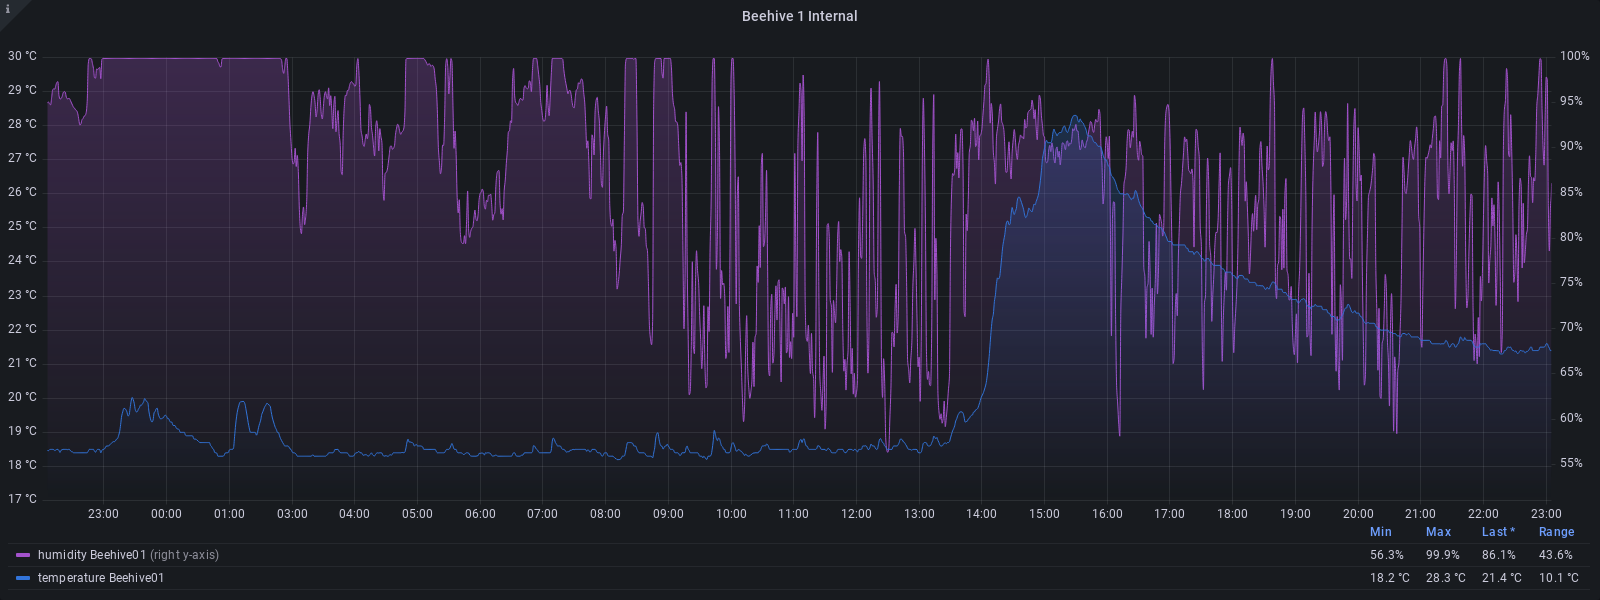 i
Beehive 1 Internal
30 °C 100%
29 °C 95%
28 °C 90%
27 °C 85%
26 °C 80%
25 °C 75%
24 °C 70%
23 °C 65%
22 °C 60%
21 °C 55%
20 °C
19 °C
18 °C
17 °C
23:00 00:00 01:00 03:00 04:00 05:00 06:00 07:00 08:00 09:00 10:00 11:00 12:00 13:00 14:00 15:00 16:00 17:00 18:00 19:00 20:00 21:00 22:00 23:00
Min Max Last * Range
humidity Beehive01 (right y-axis) 56.3% 99.9% 86.1% 43.6%
temperature Beehive01 18.2 °C 28.3 °C 21.4 °C 10.1 °C